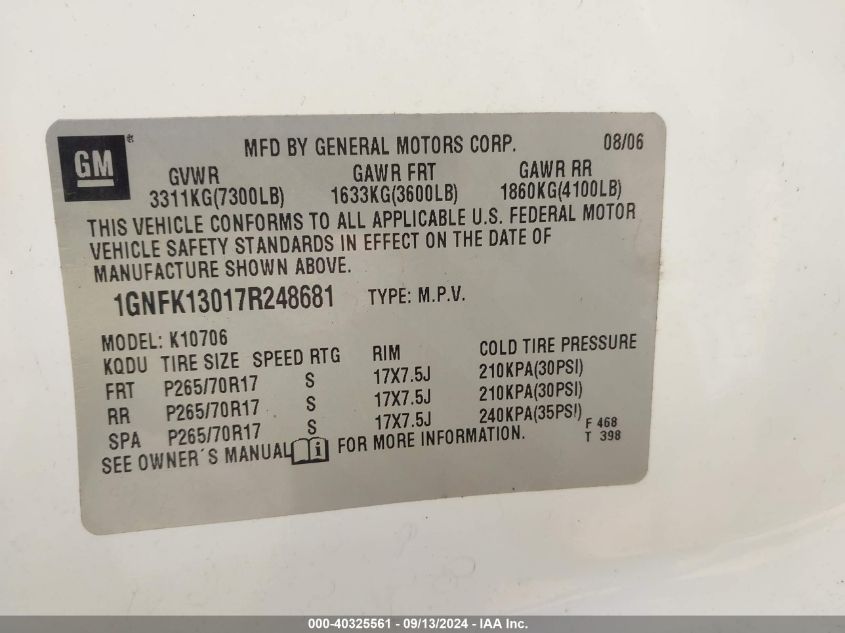 GM
MFD BY GENERAL MOTORS CORP. 08/06
GVWR GAWR FRT GAWR RR
3311KG(7300LB) 1633KG(3600LB) 1860KG(4100LB)
THIS VEHICLE CONFORMS TO ALL APPLICABLE U.S. FEDERAL MOTOR
VEHICLE SAFETY STANDARDS IN EFFECT ON THE DATE OF
MANUFACTURE SHOWN ABOVE.
1GNFK13017R248681 TYPE: M.P.V.
MODEL: K10706
KQDU TIRE SIZE SPEED RTG RIM COLD TIRE PRESSURE
FRT P265/70R17 S 17X7.5J 210KPA(30PSI)
RR P265/70R17 S 17X7.5J 210KPA(30PSI)
SPA P265/70R17 S 17X7.5J 240KPA(35PSI)
F 468
T 398
SEE OWNER´S MANUAL i FOR MORE INFORMATION.
000-40325561 - 09/13/2024 - IAA Inc.